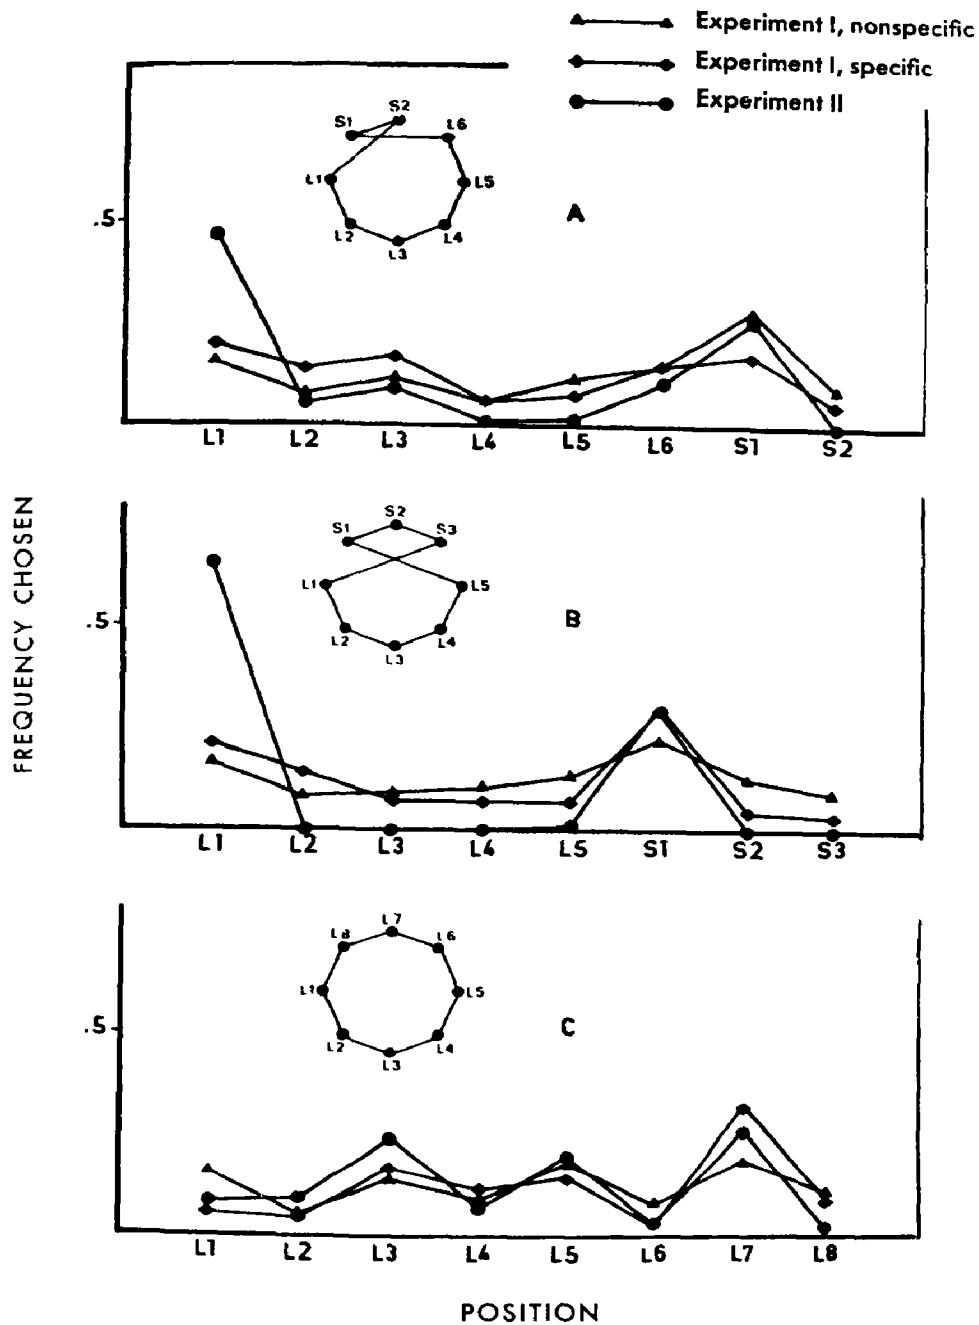 Experiment I, nonspecific
Experiment I, specific
Experiment II
S2
S1
L6
L1
L5
.5
A
L2
L4
L3
L1 L2 L3 L4 L5 L6 S1 S2
S2
S1
S3
L1
L5
.5
B
L2
L4
L3
L1 L2 L3 L4 L5 S1 S2 S3
L7
L8
L6
L1
L5
.5
C
L2
L4
L3
L1 L2 L3 L4 L5 L6 L7 L8
FREQUENCY CHOSEN
POSITION